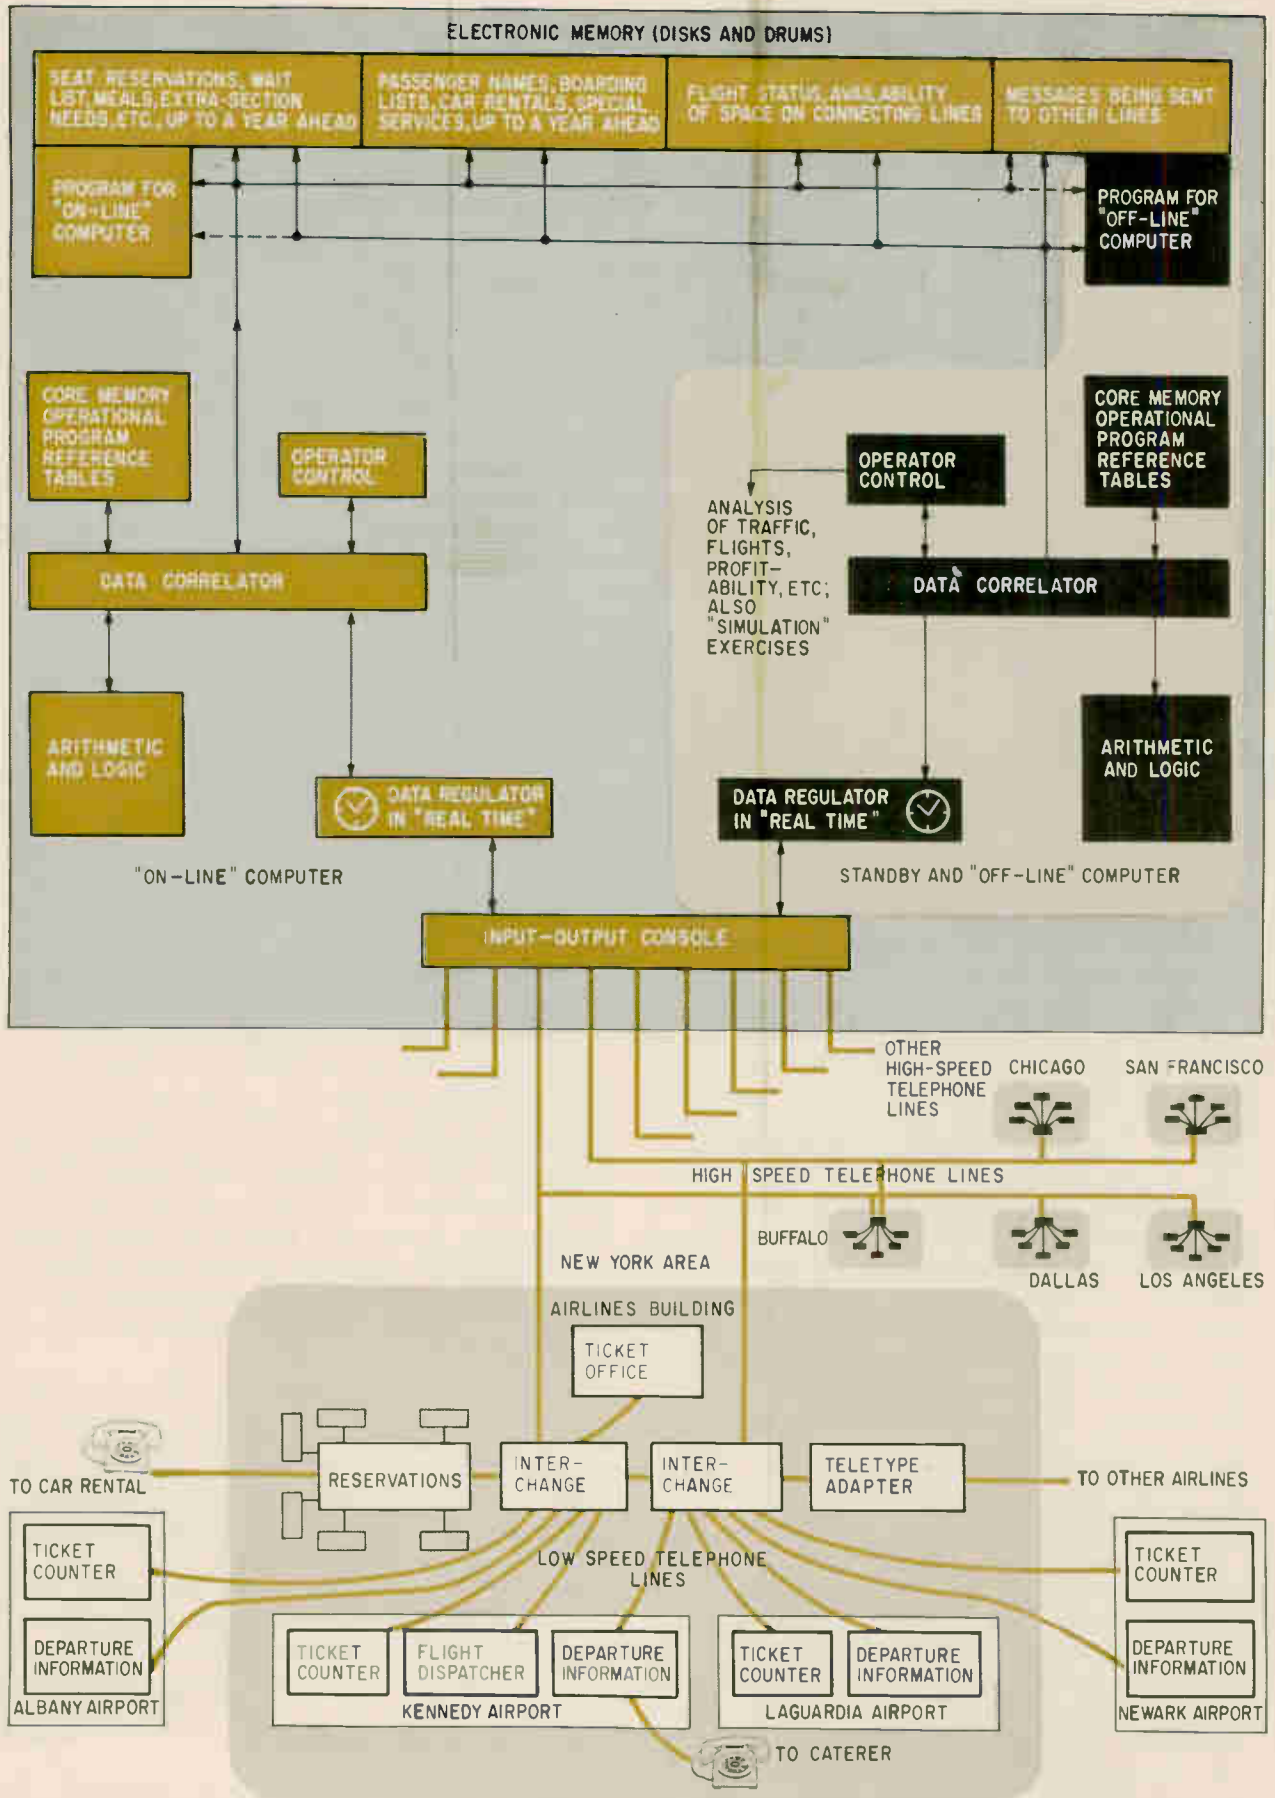 ELECTRONIC MEMORY (DISKS AND DRUMS)
SEAT RESERVATIONS, WAIT
LIST, MEALS, EXTRA-SECTION
NEEDS, ETC., UP TO A YEAR AHEAD
PASSENGER NAMES, BOARDING
LISTS, CAR RENTALS, SPECIAL
SERVICES, UP TO A YEAR AHEAD
FLIGHT STATUS, AVAILABILITY
OF SPACE ON CONNECTING LINES
MESSAGES BEING SENT
TO OTHER LINES
PROGRAM FOR
"ON-LINE"
COMPUTER
PROGRAM FOR
"OFF-LINE"
COMPUTER
CORE MEMORY
OPERATIONAL
PROGRAM
REFERENCE
TABLES
OPERATOR
CONTROL
OPERATOR
CONTROL
CORE MEMORY
OPERATIONAL
PROGRAM
REFERENCE
TABLES
ANALYSIS
OF TRAFFIC,
FLIGHTS,
PROFIT-
ABILITY, ETC;
ALSO
"SIMULATION"
EXERCISES
DATA CORRELATOR
DATA CORRELATOR
ARITHMETIC
AND LOGIC
DATA REGULATOR
IN "REAL TIME"
DATA REGULATOR
IN "REAL TIME"
ARITHMETIC
AND LOGIC
"ON-LINE" COMPUTER
STANDBY AND "OFF-LINE" COMPUTER
INPUT-OUTPUT CONSOLE
OTHER
HIGH-SPEED
TELEPHONE
LINES
CHICAGO
SAN FRANCISCO
HIGH SPEED TELEPHONE LINES
BUFFALO
DALLAS
LOS ANGELES
NEW YORK AREA
AIRLINES BUILDING
TICKET
OFFICE
TO CAR RENTAL
RESERVATIONS
INTER-
CHANGE
INTER-
CHANGE
TELETYPE
ADAPTER
TO OTHER AIRLINES
LOW SPEED TELEPHONE
LINES
TICKET
COUNTER
DEPARTURE
INFORMATION
ALBANY AIRPORT
TICKET
COUNTER
FLIGHT
DISPATCHER
DEPARTURE
INFORMATION
KENNEDY AIRPORT
TICKET
COUNTER
DEPARTURE
INFORMATION
LAGUARDIA AIRPORT
TICKET
COUNTER
DEPARTURE
INFORMATION
NEWARK AIRPORT
TO CATERER